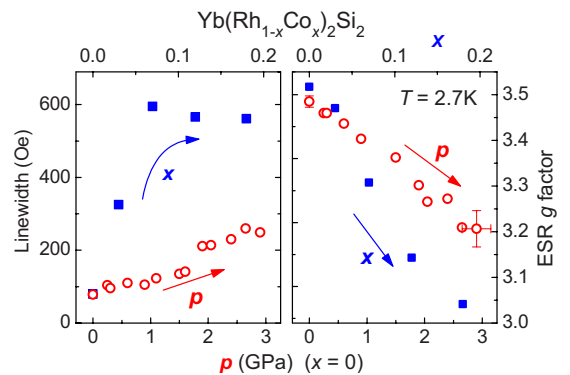 Yb(Rh1-xCox)2Si2
x
0.0 0.1 0.2 0.0 0.1 0.2
600
400
200
0
Linewidth (Oe)
x
p
T = 2.7K
p
x
3.5
3.4
3.3
3.2
3.1
3.0
ESR g factor
0 1 2 3 0 1 2 3
p (GPa) (x = 0)